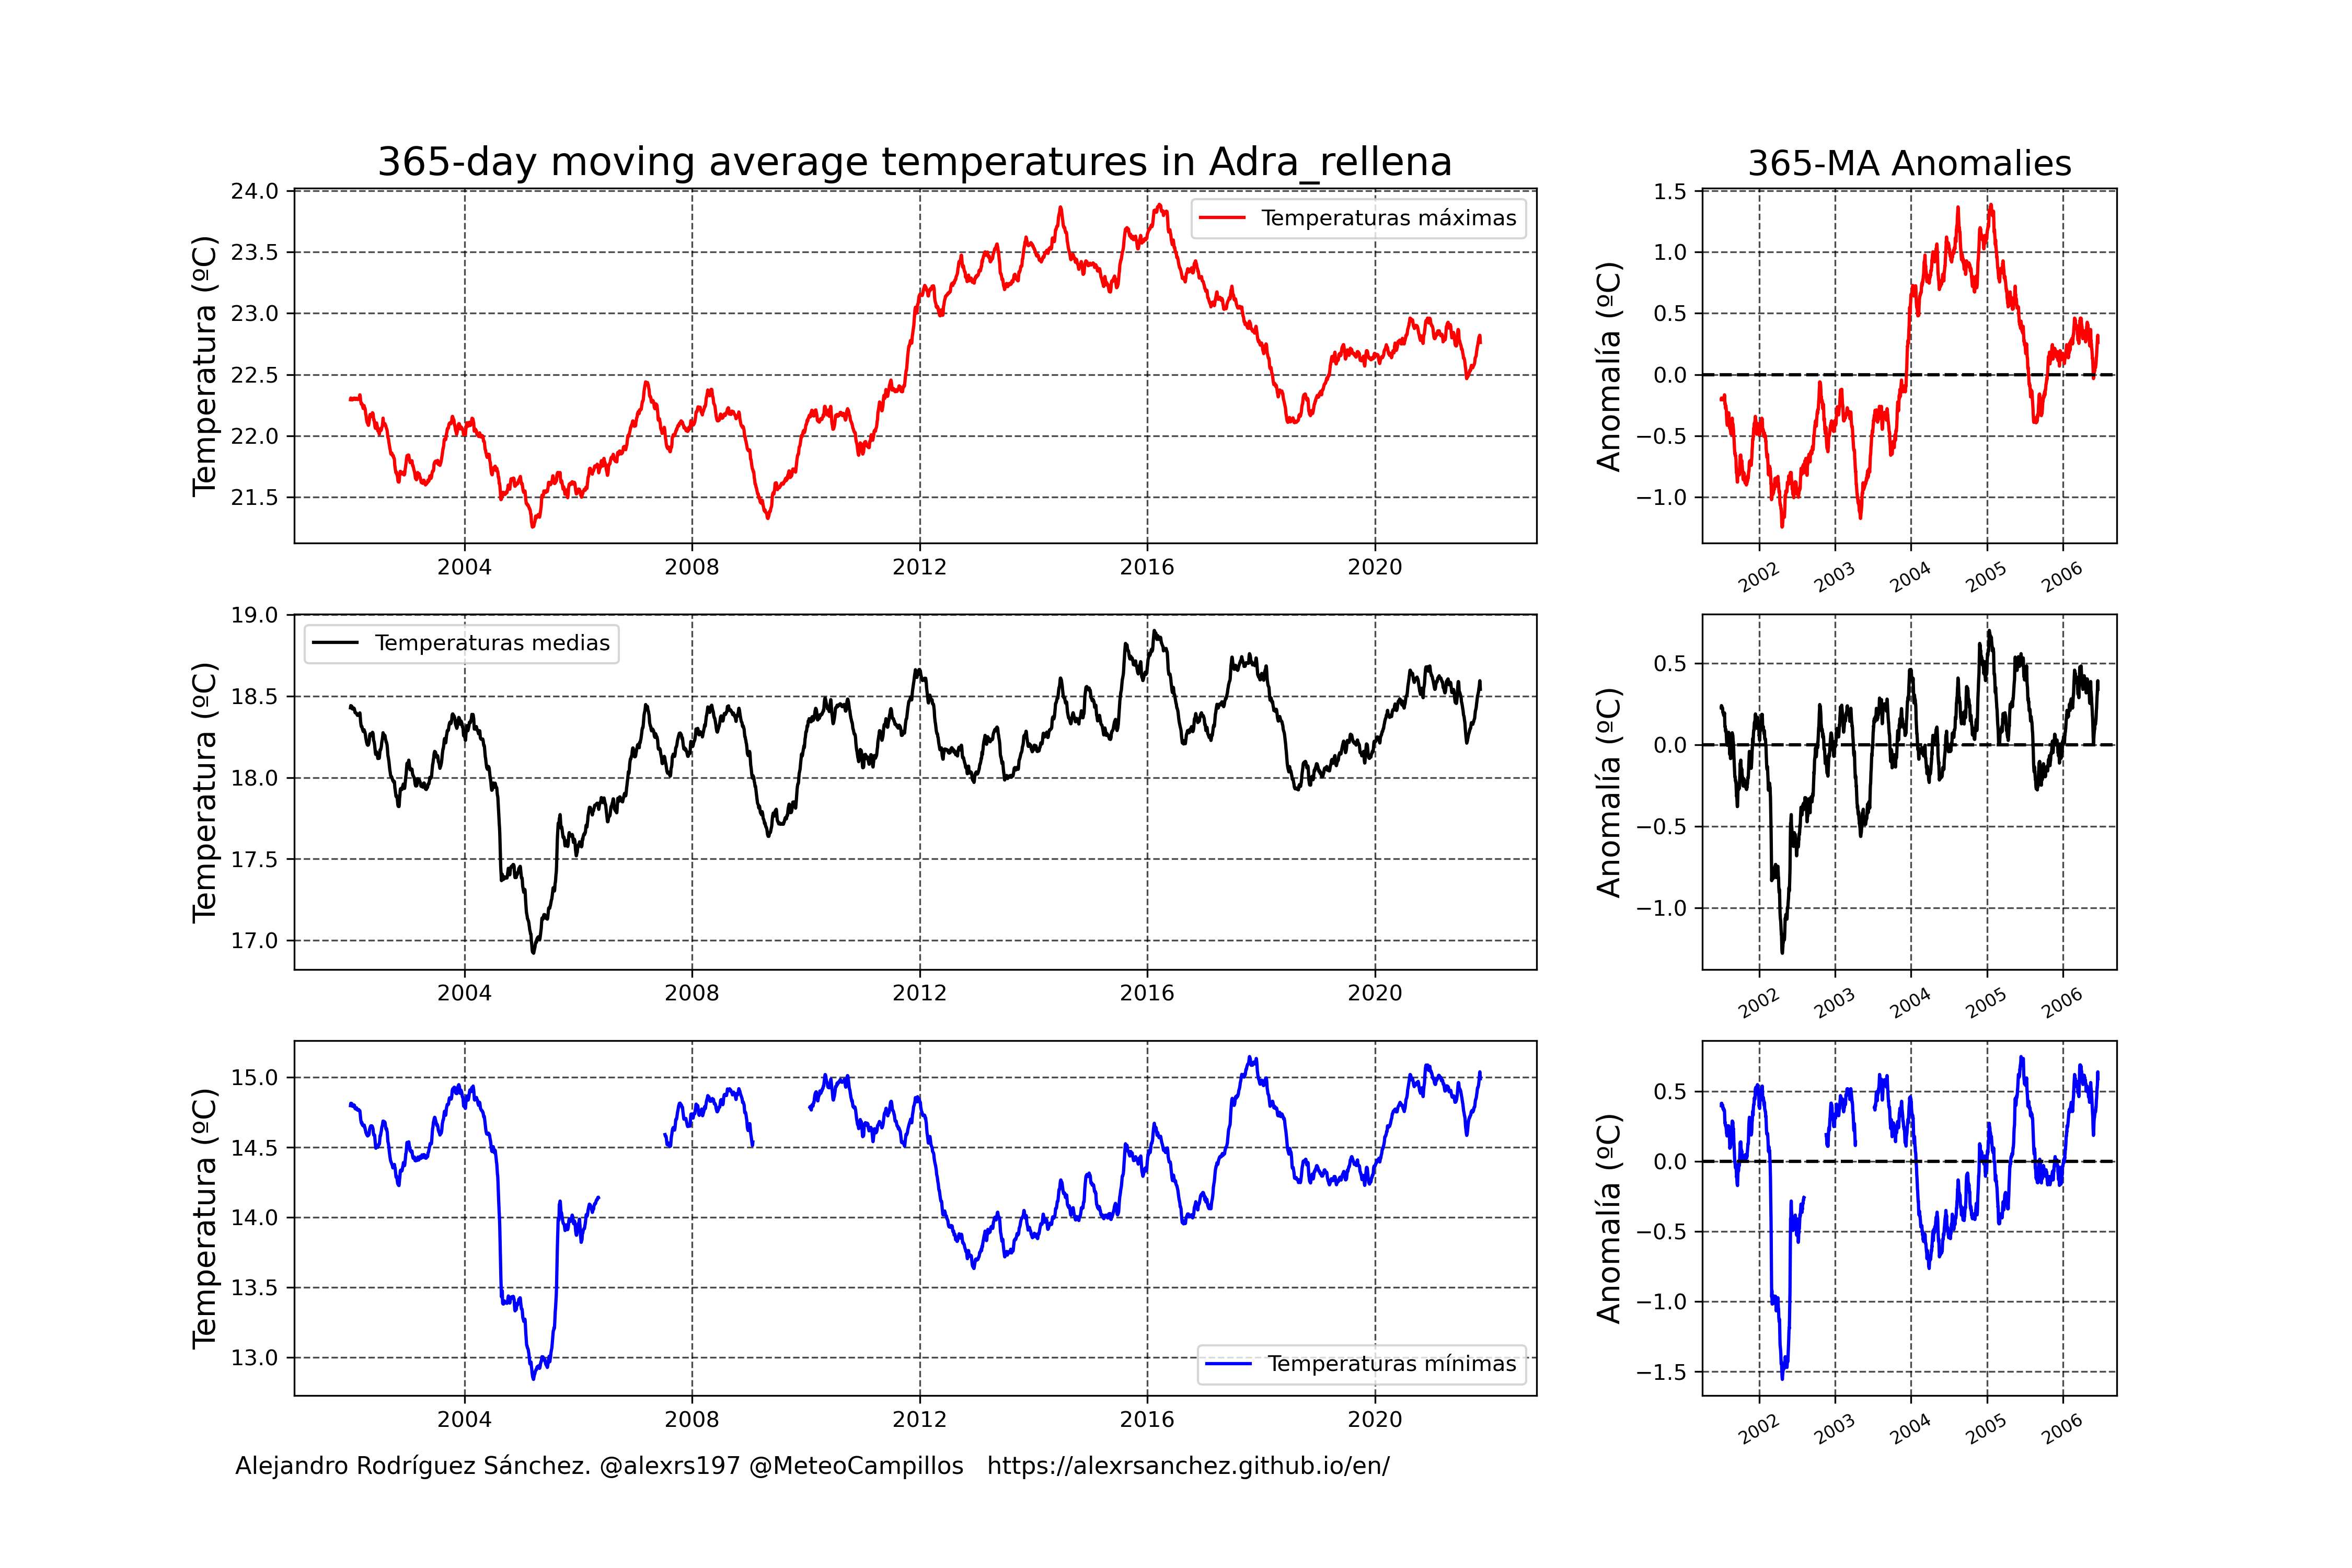 365-day moving average temperatures in Adra_rellena
365-MA Anomalies
Temperatura (ºC)
24.0
23.5
23.0
22.5
22.0
21.5
Temperaturas máximas
2004 2008 2012 2016 2020
Anomalía (ºC)
1.5
1.0
0.5
0.0
−0.5
−1.0
2002 2003 2004 2005 2006
Temperatura (ºC)
19.0
18.5
18.0
17.5
17.0
Temperaturas medias
2004 2008 2012 2016 2020
Anomalía (ºC)
0.5
0.0
−0.5
−1.0
2002 2003 2004 2005 2006
Temperatura (ºC)
15.0
14.5
14.0
13.5
13.0
Temperaturas mínimas
2004 2008 2012 2016 2020
Anomalía (ºC)
0.5
0.0
−0.5
−1.0
−1.5
2002 2003 2004 2005 2006
Alejandro Rodríguez Sánchez. @alexrs197 @MeteoCampillos https://alexrsanchez.github.io/en/